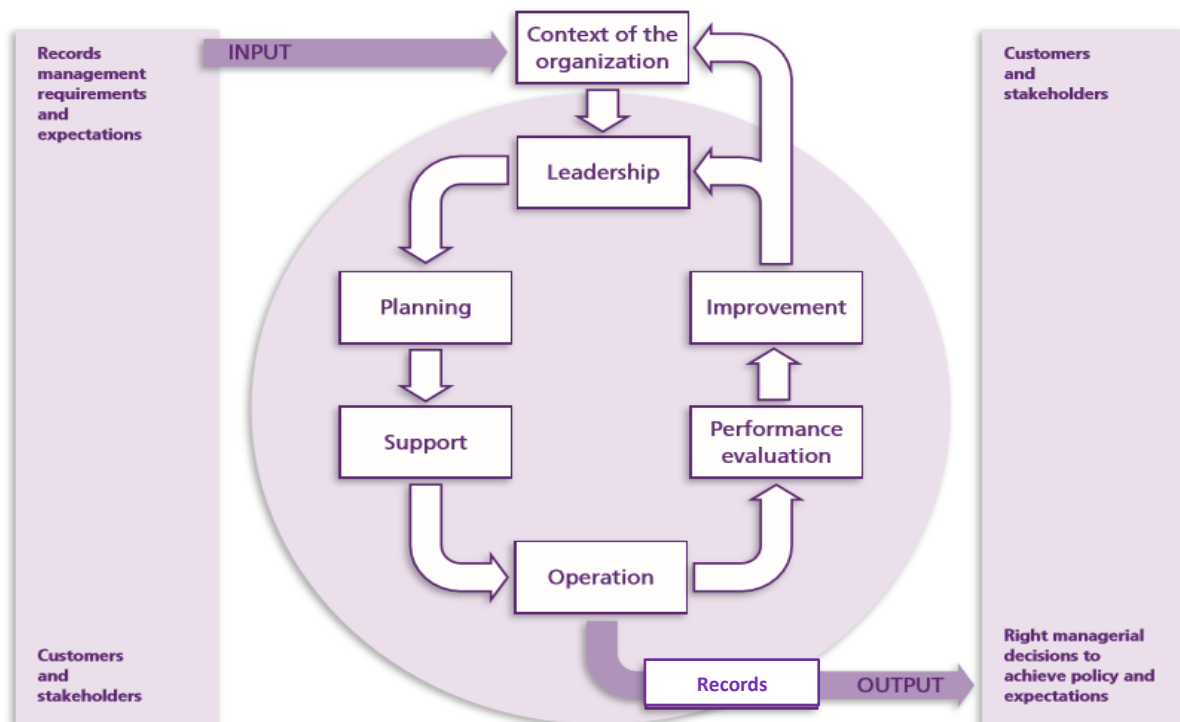 Records
management
requirements
and
expectations
INPUT
Context of the
organization
Customers
and
stakeholders
Leadership
Planning
Improvement
Support
Performance
evaluation
Operation
Customers
and
stakeholders
Records
OUTPUT
Right managerial
decisions to
achieve policy and
expectations